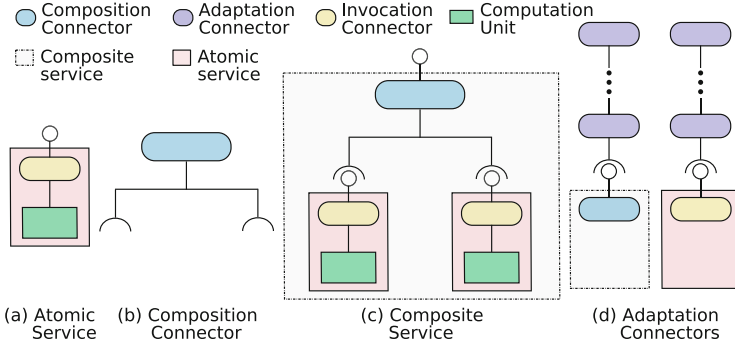 Composition Connector
Adaptation Connector
Invocation Connector
Computation Unit
Composite service
Atomic service
(a) Atomic Service
(b) Composition Connector
(c) Composite Service
(d) Adaptation Connectors